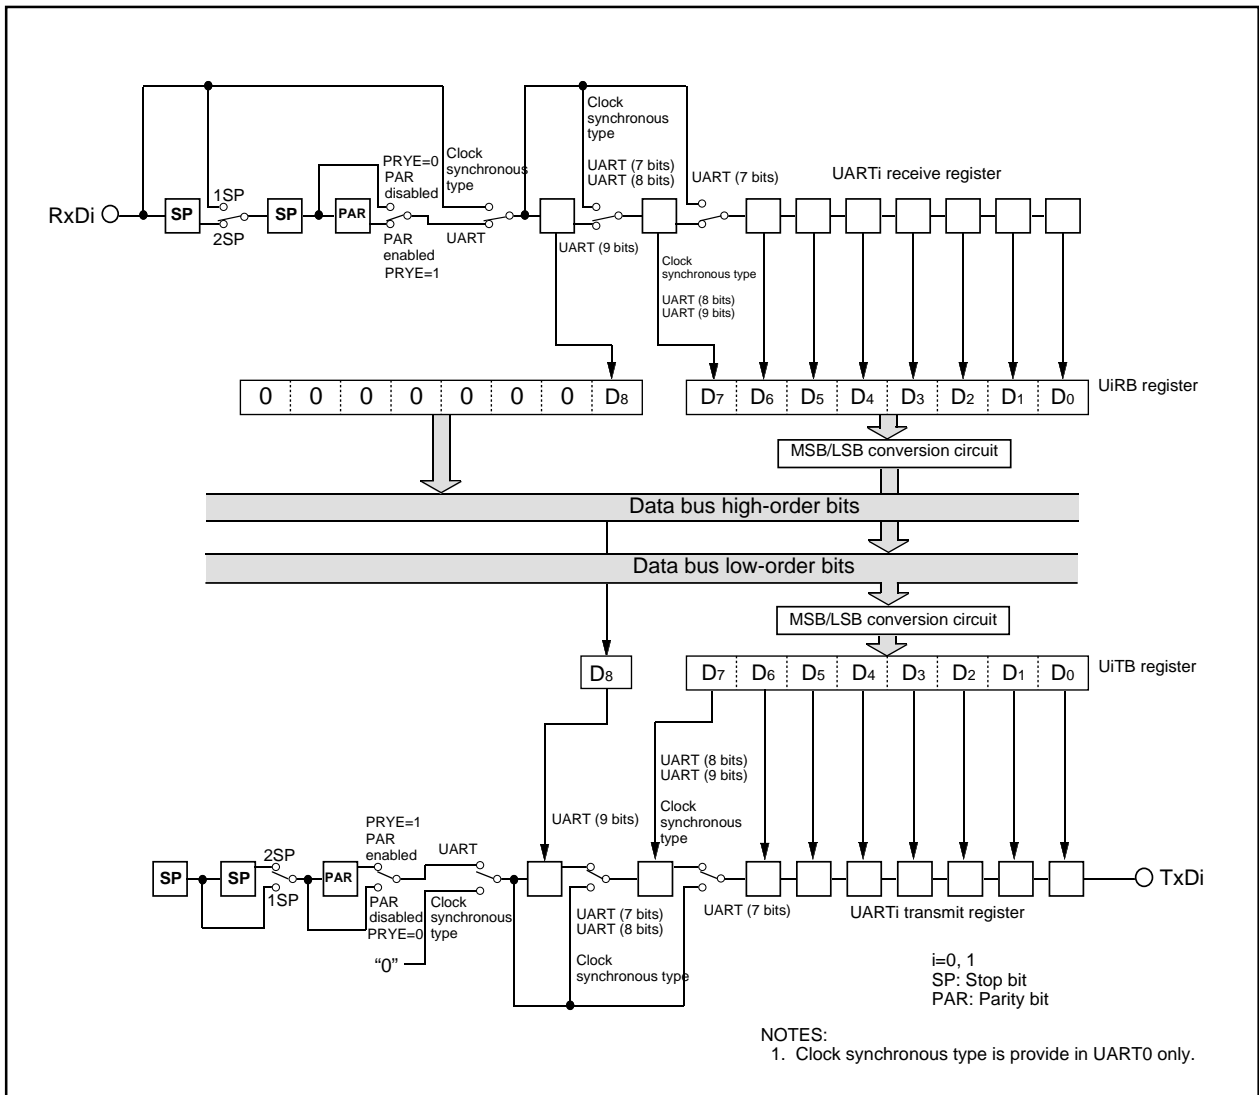 Clock
synchronous
type
PRYE=0
PAR
disabled
Clock
synchronous
type
UART (7 bits)
UART (8 bits)
UART (7 bits)
UARTi receive register
RxDi
SP
1SP
2SP
SP
PAR
PAR
enabled
PRYE=1
UART
UART (9 bits)
Clock
synchronous type
UART (8 bits)
UART (9 bits)
0 0 0 0 0 0 0 D8
D7 D6 D5 D4 D3 D2 D1 D0
UiRB register
MSB/LSB conversion circuit
Data bus high-order bits
Data bus low-order bits
MSB/LSB conversion circuit
D8
D7 D6 D5 D4 D3 D2 D1 D0
UiTB register
UART (8 bits)
UART (9 bits)
Clock
synchronous
type
UART (9 bits)
PRYE=1
PAR
enabled
UART
SP
SP
2SP
1SP
PAR
PAR
disabled
PRYE=0
Clock
synchronous
type
"0"
UART (7 bits)
UART (8 bits)
Clock
synchronous type
UART (7 bits)
UARTi transmit register
TxDi
i=0, 1
SP: Stop bit
PAR: Parity bit
NOTES:
1. Clock synchronous type is provide in UART0 only.